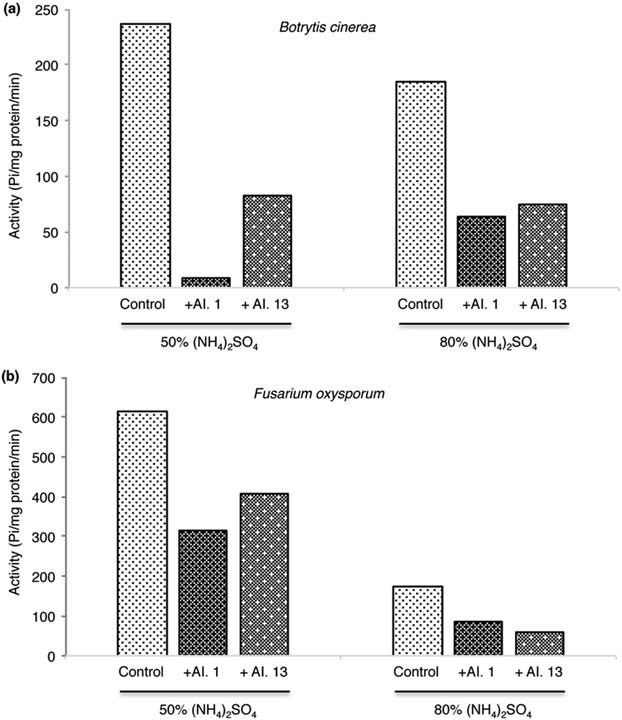 (a)
Botrytis cinerea
Activity (Pi/mg protein/min)
250
200
150
100
50
0
Control +Al. 1 + Al. 13 Control +Al. 1 + Al. 13
50% (NH4)2SO4 80% (NH4)2SO4
(b)
Fusarium oxysporum
Activity (Pi/mg protein/min)
700
600
500
400
300
200
100
0
Control +Al. 1 + Al. 13 Control +Al. 1 + Al. 13
50% (NH4)2SO4 80% (NH4)2SO4